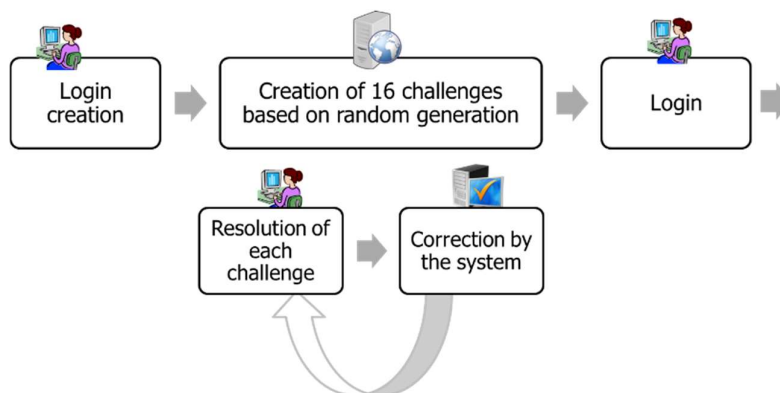 Login
creation
Creation of 16 challenges
based on random generation
Login
Resolution of
each
challenge
Correction by
the system